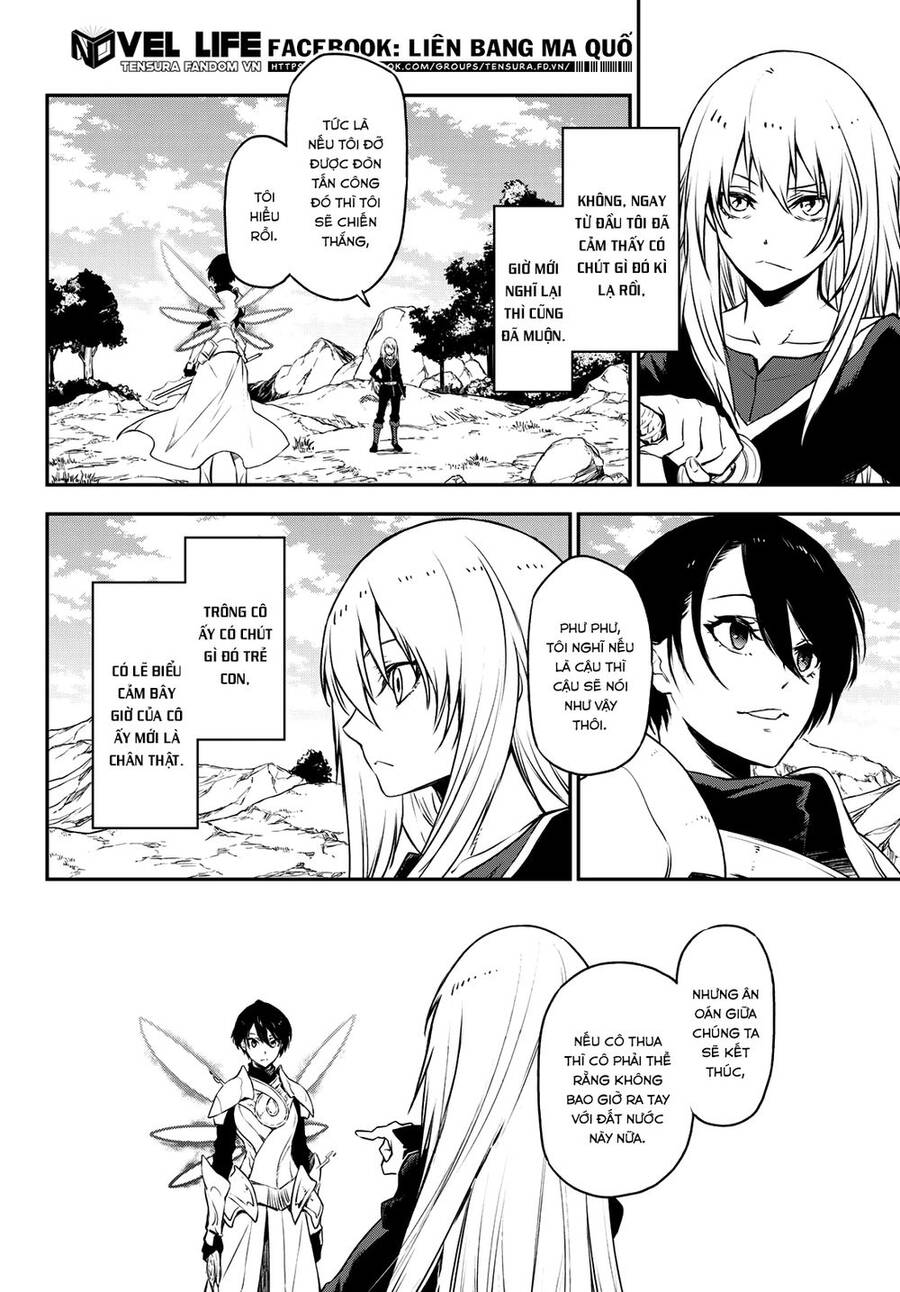 NOVEL LIFE
TENSURA FANDOM VN
FACEBOOK: LIÊN BANG MA QUỐ
OOK.COM/GROUPS/TENSURA.FD.VN/
KHÔNG, NGAY
TỪ ĐẦU TÔI ĐÃ
CẢM THẤY CÓ
CHÚT GÌ ĐÓ KÌ
LẠ RỒI.
GIỜ MỚI
NGHĨ LẠI
THÌ CŨNG
ĐÃ MUỘN.
TỨC LÀ
NẾU TÔI ĐỠ
ĐƯỢC ĐÒN
TẤN CÔNG
ĐÓ THÌ TÔI
SẼ CHIẾN
THẮNG,
TÔI
HIỂU
RỒI.
PHƯ PHƯ,
TÔI NGHĨ NẾU
LÀ CẬU THÌ
CẬU SẼ NÓI
NHƯ VẬY
THÔI.
TRÔNG CÔ
ẤY CÓ CHÚT
GÌ ĐÓ TRẺ
CON,
CÓ LẼ BIỂU
CẢM BÂY
GIỜ CỦA CÔ
ẤY MỚI LÀ
CHÂN THẬT.
NHƯNG ÂN
OÁN GIỮA
CHÚNG TA
SẼ KẾT
THÚC,
NẾU CÔ THUA
THÌ CÔ PHẢI THỀ
RẰNG KHÔNG
BAO GIỜ RA TAY
VỚI ĐẤT NƯỚC
NÀY NỮA.